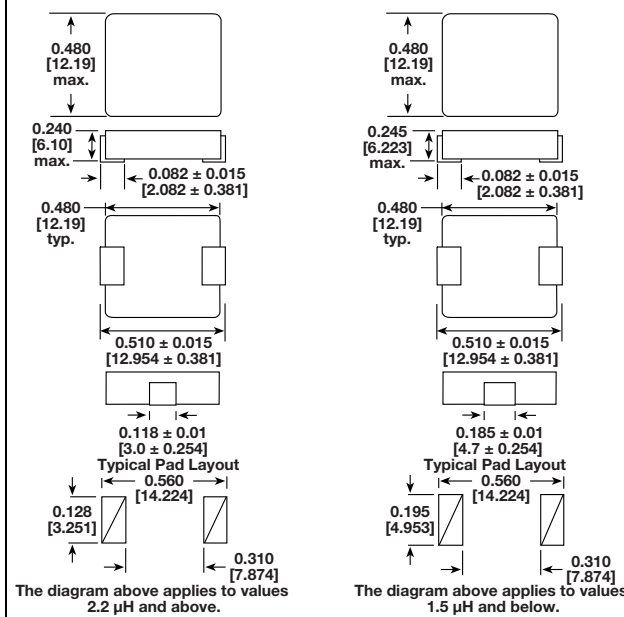 0.480
[12.19]
max.
0.240
[6.10]
max.
0.082 ± 0.015
[2.082 ± 0.381]
0.480
[12.19]
typ.
0.510 ± 0.015
[12.954 ± 0.381]
0.118 ± 0.01
[3.0 ± 0.254]
Typical Pad Layout
0.560
[14.224]
0.128
[3.251]
0.310
[7.874]
The diagram above applies to values
2.2 µH and above.
0.480
[12.19]
max.
0.245
[6.223]
max.
0.082 ± 0.015
[2.082 ± 0.381]
0.480
[12.19]
typ.
0.510 ± 0.015
[12.954 ± 0.381]
0.185 ± 0.01
[4.7 ± 0.254]
Typical Pad Layout
0.560
[14.224]
0.195
[4.953]
0.310
[7.874]
The diagram above applies to values
1.5 µH and below.